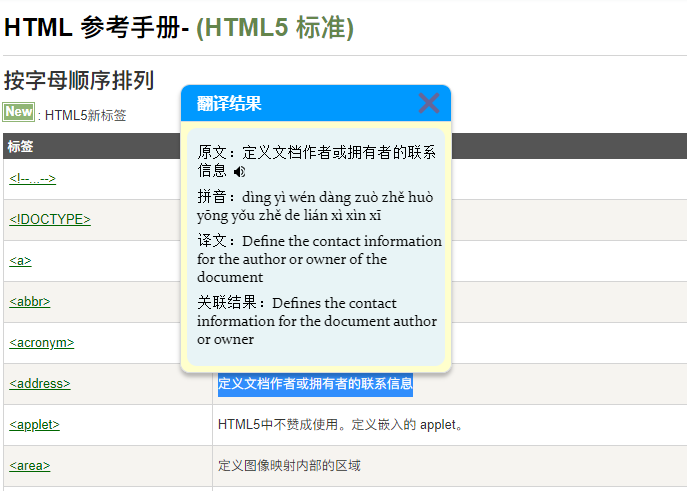 HTML 参考手册- (HTML5 标准)
按字母顺序排列
New : HTML5新标签
标签
<!--...-->
<!DOCTYPE>
<a>
<abbr>
<acronym>
<address>
定义文档作者或拥有者的联系信息
<applet>
HTML5中不赞成使用。定义嵌入的 applet。
<area>
定义图像映射内部的区域
翻译结果
原文：定义文档作者或拥有者的联系
信息
拼音：dìng yì wén dàng zuò zhě huò
yōng yǒu zhě de lián xì xìn xī
译文：Define the contact information
for the author or owner of the
document
关联结果：Defines the contact
information for the document author
or owner